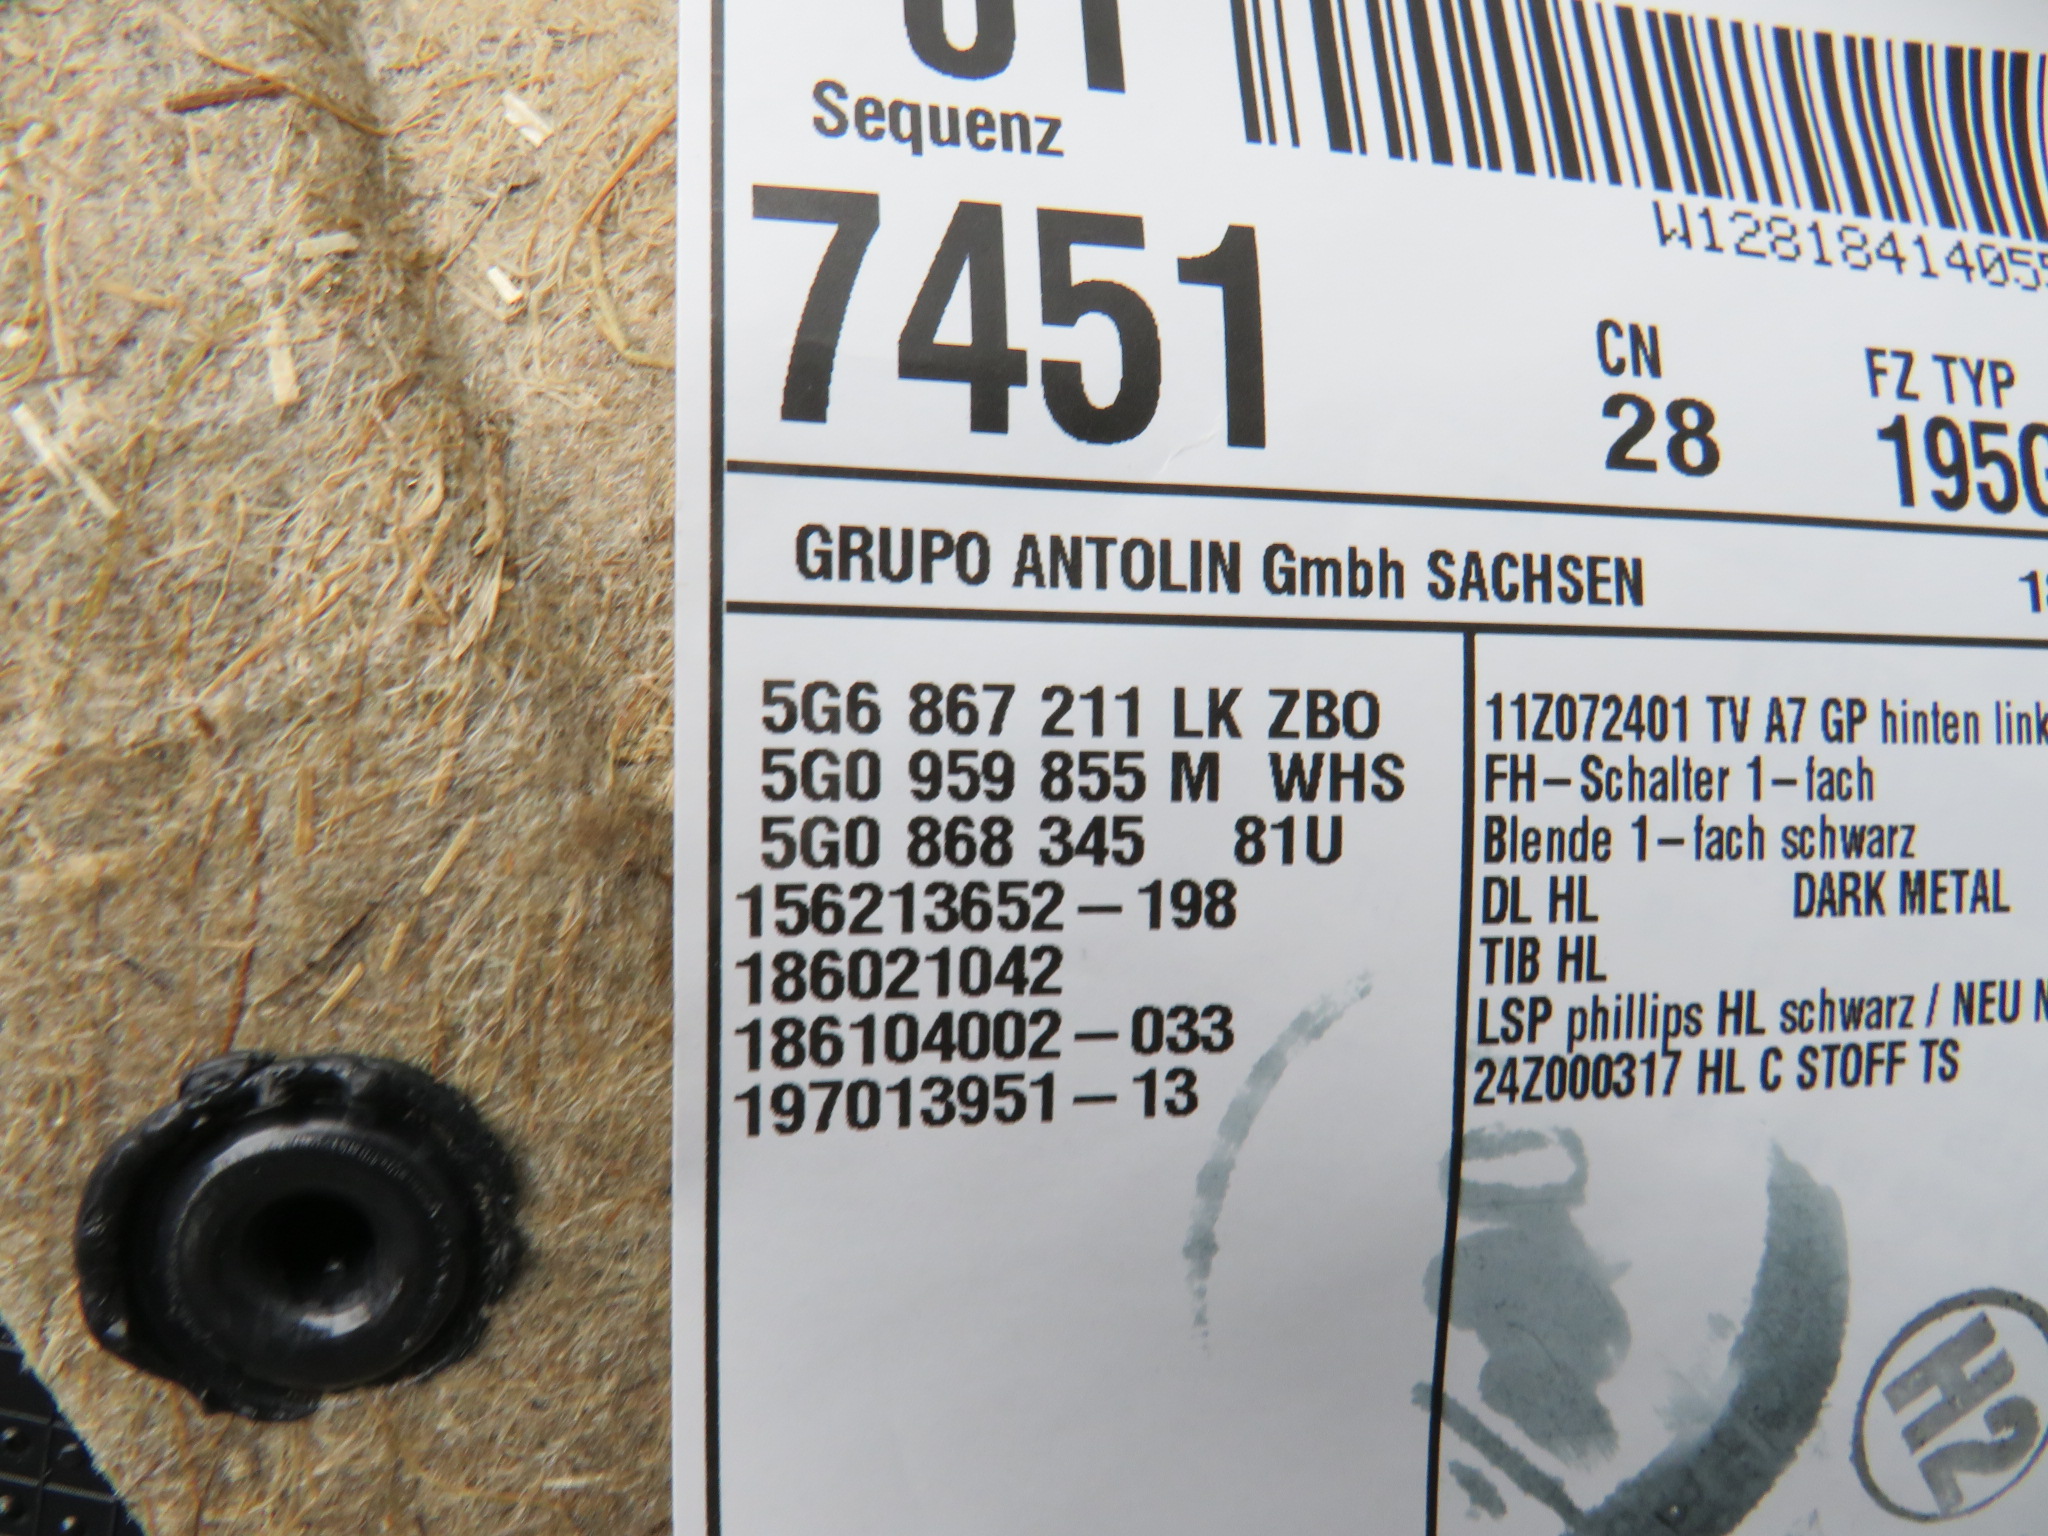 Sequenz
7451
W1281841405
CN
28
FZ TYP
195G
GRUPO ANTOLIN Gmbh SACHSEN
5G6 867 211 LK ZBO
5G0 959 855 M WHS
5G0 868 345 81U
156213652-198
186021042
186104002-033
197013951-13
11Z072401 TV A7 GP hinten link
FH-Schalter 1-fach
Blende 1-fach schwarz
DL HL DARK METAL
TIB HL
LSP phillips HL schwarz / NEU
24Z000317 HL C STOFF TS
H2